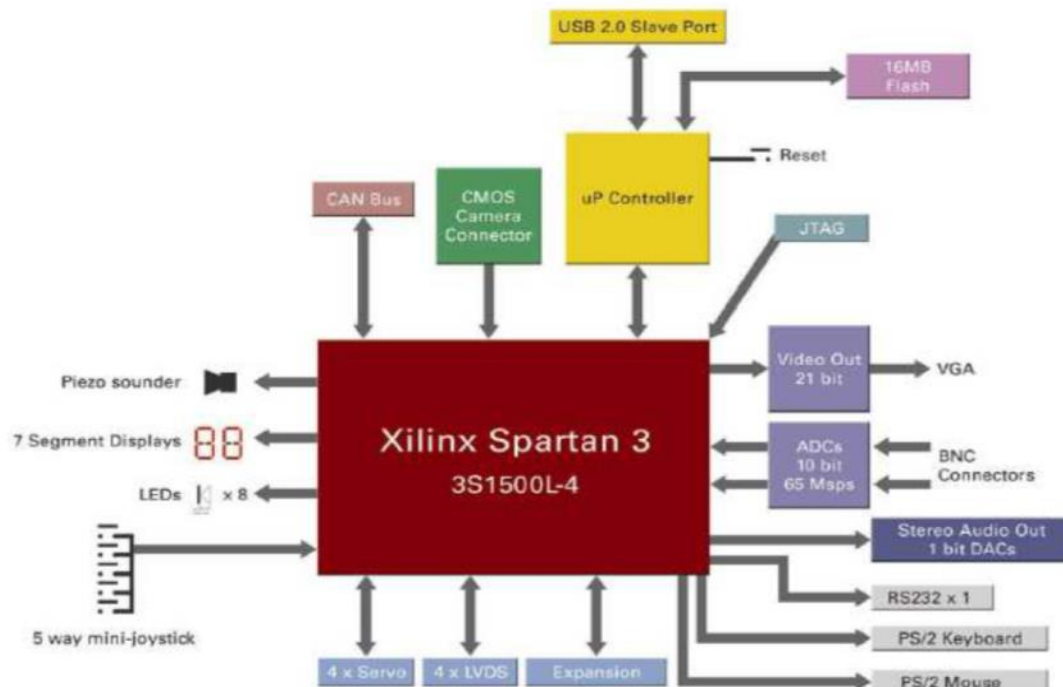 USB 2.0 Slave Port
16MB
Flash
uP Controller
Reset
CAN Bus
CMOS
Camera
Connector
JTAG
Video Out
21 bit
VGA
Piezo sounder
7 Segment Displays
Xilinx Spartan 3
3S1500L-4
ADCs
10 bit
65 Msps
BNC
Connectors
LEDs x 8
Stereo Audio Out
1 bit DACs
RS232 x 1
5 way mini-joystick
PS/2 Keyboard
4 x Servo
4 x LVDS
Expansion
PS/2 Mouse